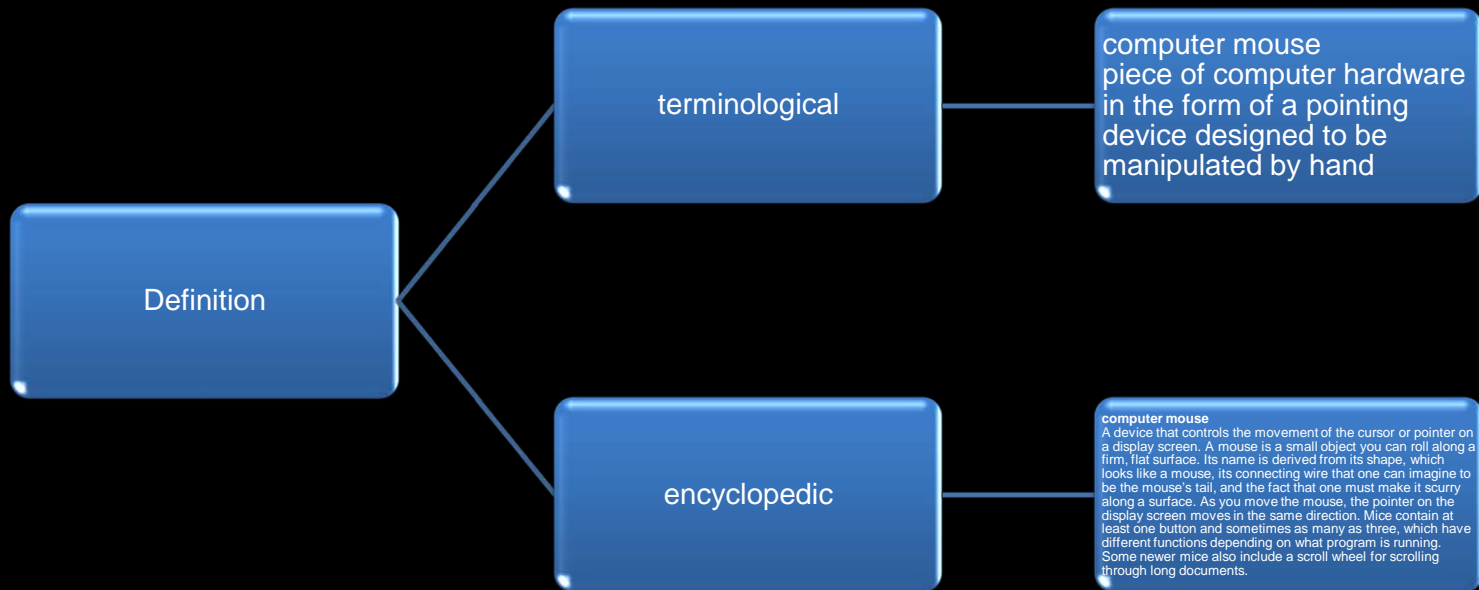 Definition
terminological
computer mouse
piece of computer hardware
in the form of a pointing
device designed to be
manipulated by hand
encyclopedic
computer mouse
A device that controls the movement of the cursor or pointer on
a display screen. A mouse is a small object you can roll along a
firm, flat surface. Its name is derived from its shape, which
looks like a mouse, its connecting wire that one can imagine to
be the mouse's tail, and the fact that one must make it scurry
along a surface. As you move the mouse, the pointer on the
display screen moves in the same direction. Mice contain at
least one button and sometimes as many as three, which have
different functions depending on what program is running.
Some newer mice also include a scroll wheel for scrolling
through long documents.